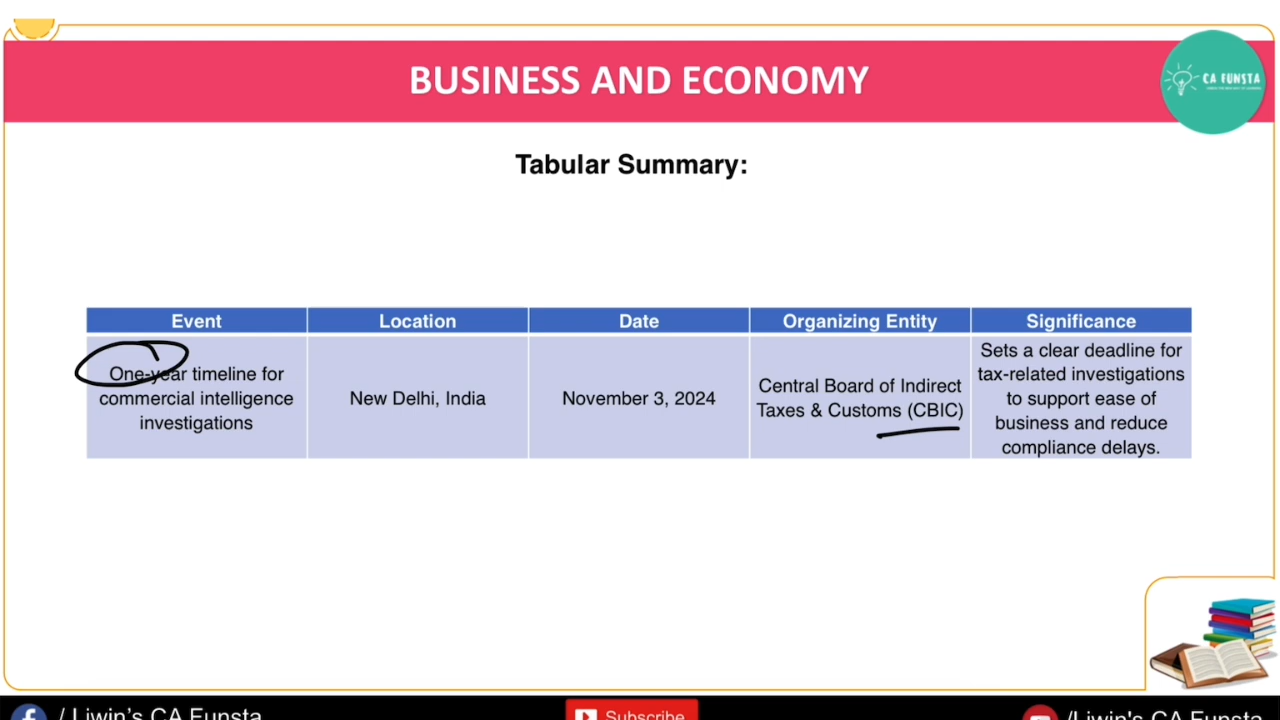 BUSINESS AND ECONOMY
CA FUNSTA
Tabular Summary:
Event
Location
Date
Organizing Entity
Significance
One-year timeline for
commercial intelligence
investigations
New Delhi, India
November 3, 2024
Central Board of Indirect
Taxes & Customs (CBIC)
Sets a clear deadline for
tax-related investigations
to support ease of
business and reduce
compliance delays.
/ Liwin's CA Funsta
Subscribe
/Liwin's CA Funsta